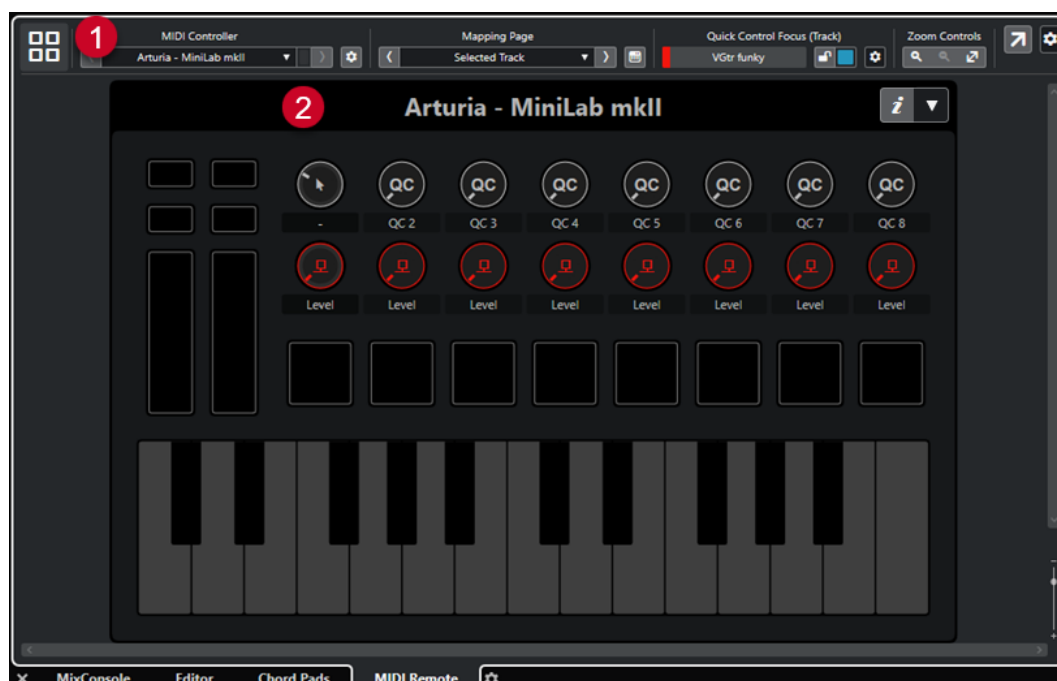 1
MIDI Controller
Mapping Page
Quick Control Focus (Track)
Zoom Controls
Arturia - MiniLab mkII
Selected Track
VGtr funky
2
Arturia - MiniLab mkII
i
QC QC QC QC QC QC QC
- QC 2 QC 3 QC 4 QC 5 QC 6 QC 7 QC 8
Level Level Level Level Level Level Level Level
MixConsole Editor Chord Pads MIDI Remote